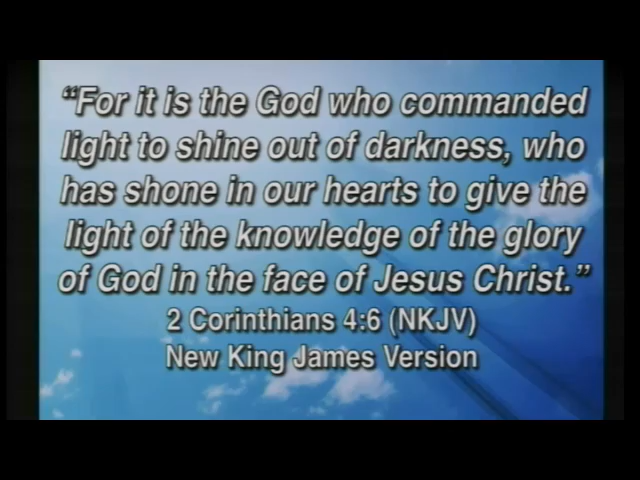 “For it is the God who commanded
light to shine out of darkness, who
has shone in our hearts to give the
light of the knowledge of the glory
of God in the face of Jesus Christ.”
2 Corinthians 4:6 (NKJV)
New King James Version